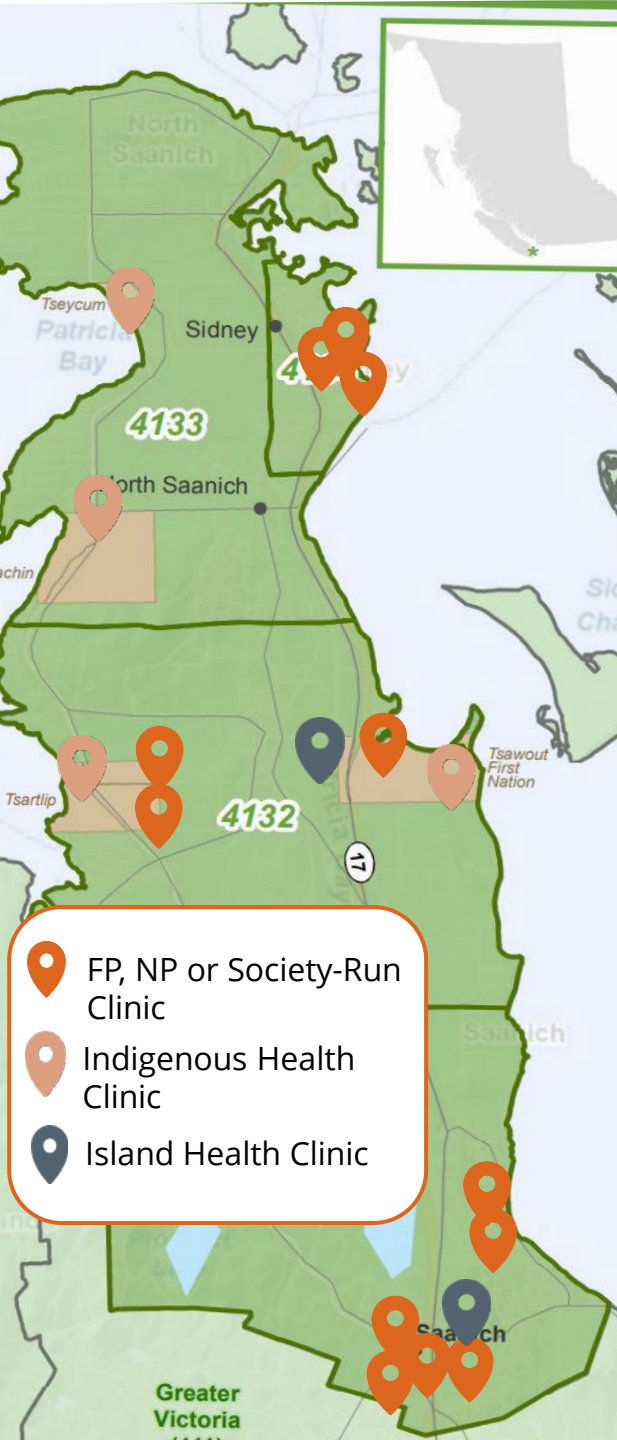 North
Saanich
Tseycum
Patricia
Bay
Sidney
4133
North Saanich
achin
Tsawout
First
Nation
Tsartlip
4132
17
FP, NP or Society-Run
Clinic
Indigenous Health
Clinic
Island Health Clinic
Saanich
Saanich
Greater
Victoria